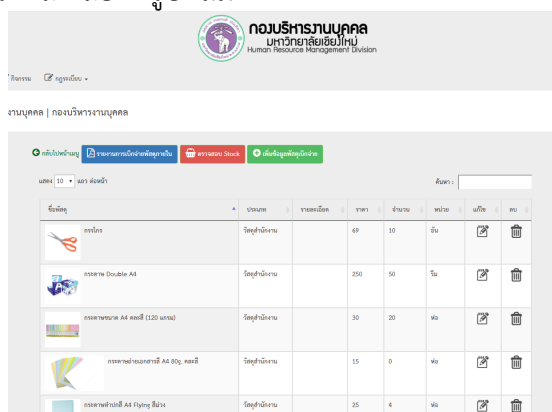 กองบริหารงานบุคคล
มหาวิทยาลัยเชียงใหม่
Human Resource Management Division
กิจกรรม กฎระเบียบ
งานบุคคล | กองบริหารงานบุคคล
กลับไปหน้าเมนู รายงานการเบิกจ่ายพัสดุภายใน ตรวจสอบ Stock เพิ่มข้อมูลพัสดุเบิกจ่าย
แสดง 10 แถว ต่อหน้า ค้นหา :
ชื่อพัสดุ ประเภท รายละเอียด ราคา จำนวน หน่วย แก้ไข ลบ
กรรไกร วัสดุสำนักงาน 69 10 อัน
กระดาษ Double A4 วัสดุสำนักงาน 250 50 รีม
กระดาษขนาด A4 คละสี (120 แกรม) วัสดุสำนักงาน 30 20 ห่อ
กระดาษถ่ายเอกสารสี A4 80g. คละสี วัสดุสำนักงาน 15 0 ห่อ
กระดาษทำปกสี A4 Flying สีม่วง วัสดุสำนักงาน 25 4 ห่อ